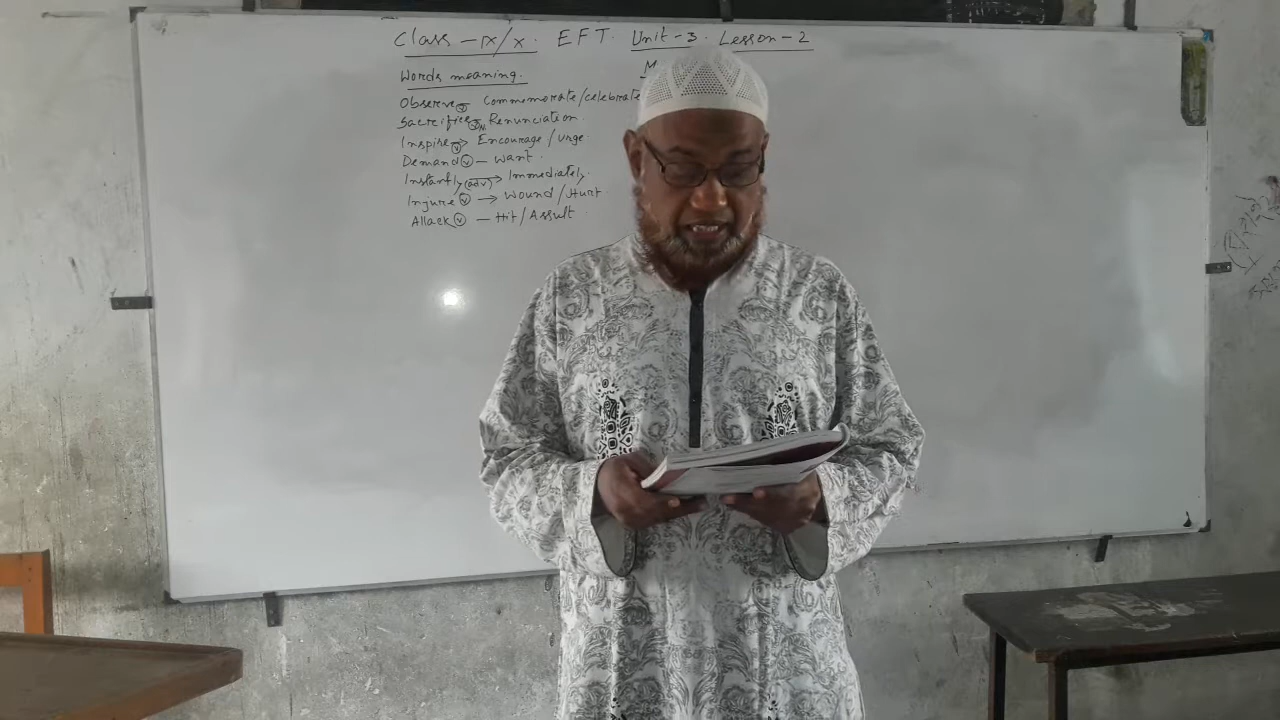 Class - IX/X. EFT. Unit-3. Lesson-2
Words meaning.
M
Observe (v) Commemorate/celebrate
Sacrifice (v) N. Renunciation.
Inspire (v) → Encourage / Urge.
Demand (v) — Want.
Instantly (adv) → Immediately.
Injure (v) → Wound / Hurt.
Attack (v) — Hit / Assult.